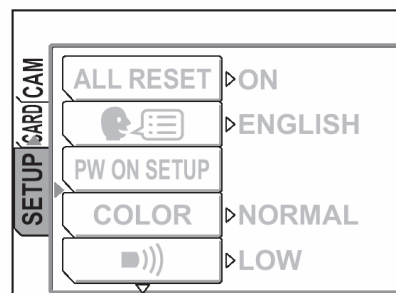 CAM
CARD
SETUP
ALL RESET ON
ENGLISH
PW ON SETUP
COLOR NORMAL
LOW